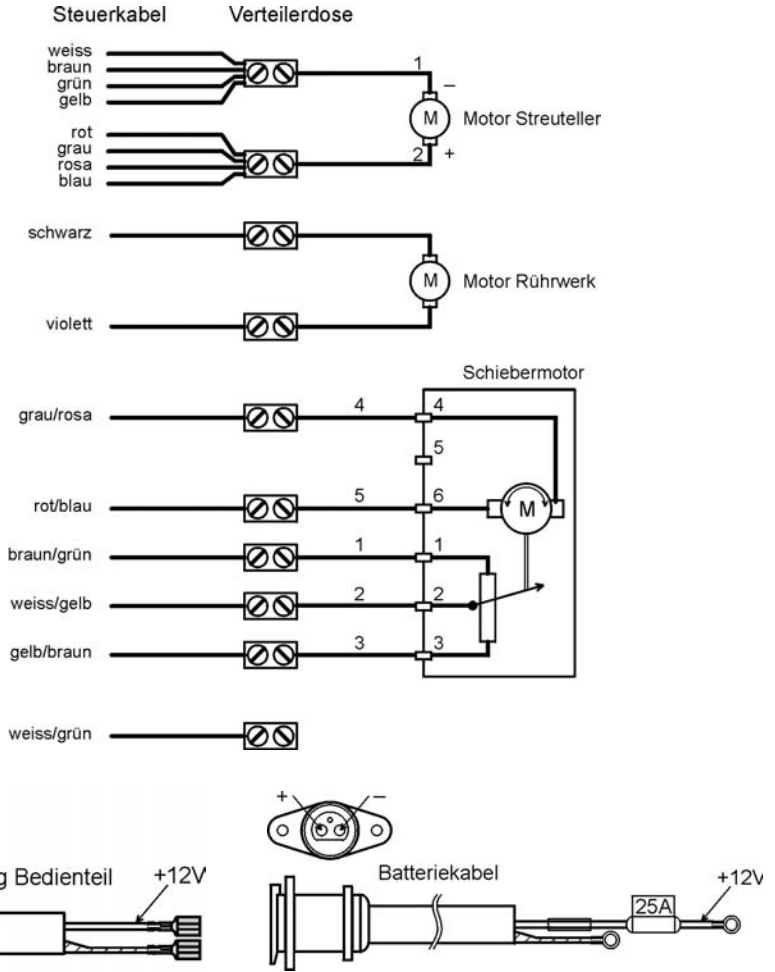 Steuerkabel Verteilerdose
weiss
braun
grün
gelb
1
–
M Motor Streuteller
rot
grau
rosa
blau
2 +
schwarz
M Motor Rührwerk
violett
Schiebermotor
grau/rosa 4 4
5
rot/blau 5 6 M
braun/grün 1 1
weiss/gelb 2 2
gelb/braun 3 3
weiss/grün
+ –
g Bedienteil +12V
Batteriekabel
25A
+12V